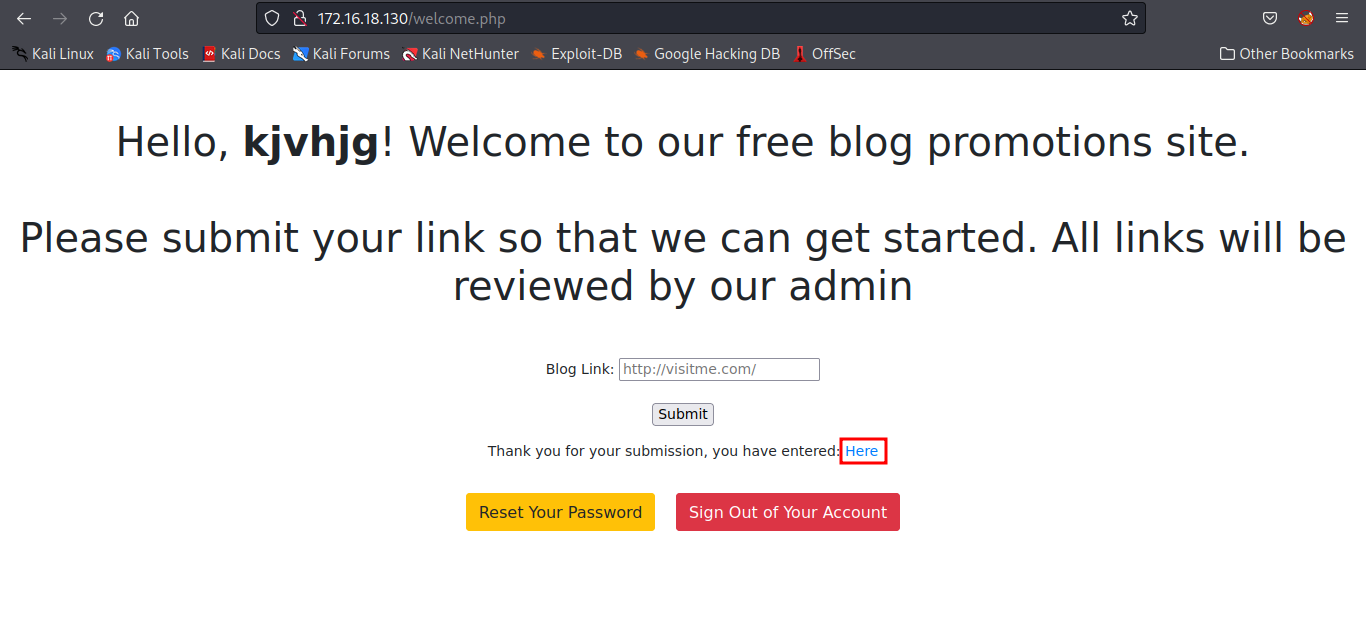 172.16.18.130/welcome.php
Kali Linux Kali Tools Kali Docs Kali Forums Kali NetHunter Exploit-DB Google Hacking DB OffSec Other Bookmarks
Hello, kjvhjg! Welcome to our free blog promotions site.
Please submit your link so that we can get started. All links will be
reviewed by our admin
Blog Link: http://visitme.com/
Submit
Thank you for your submission, you have entered: Here
Reset Your Password Sign Out of Your Account